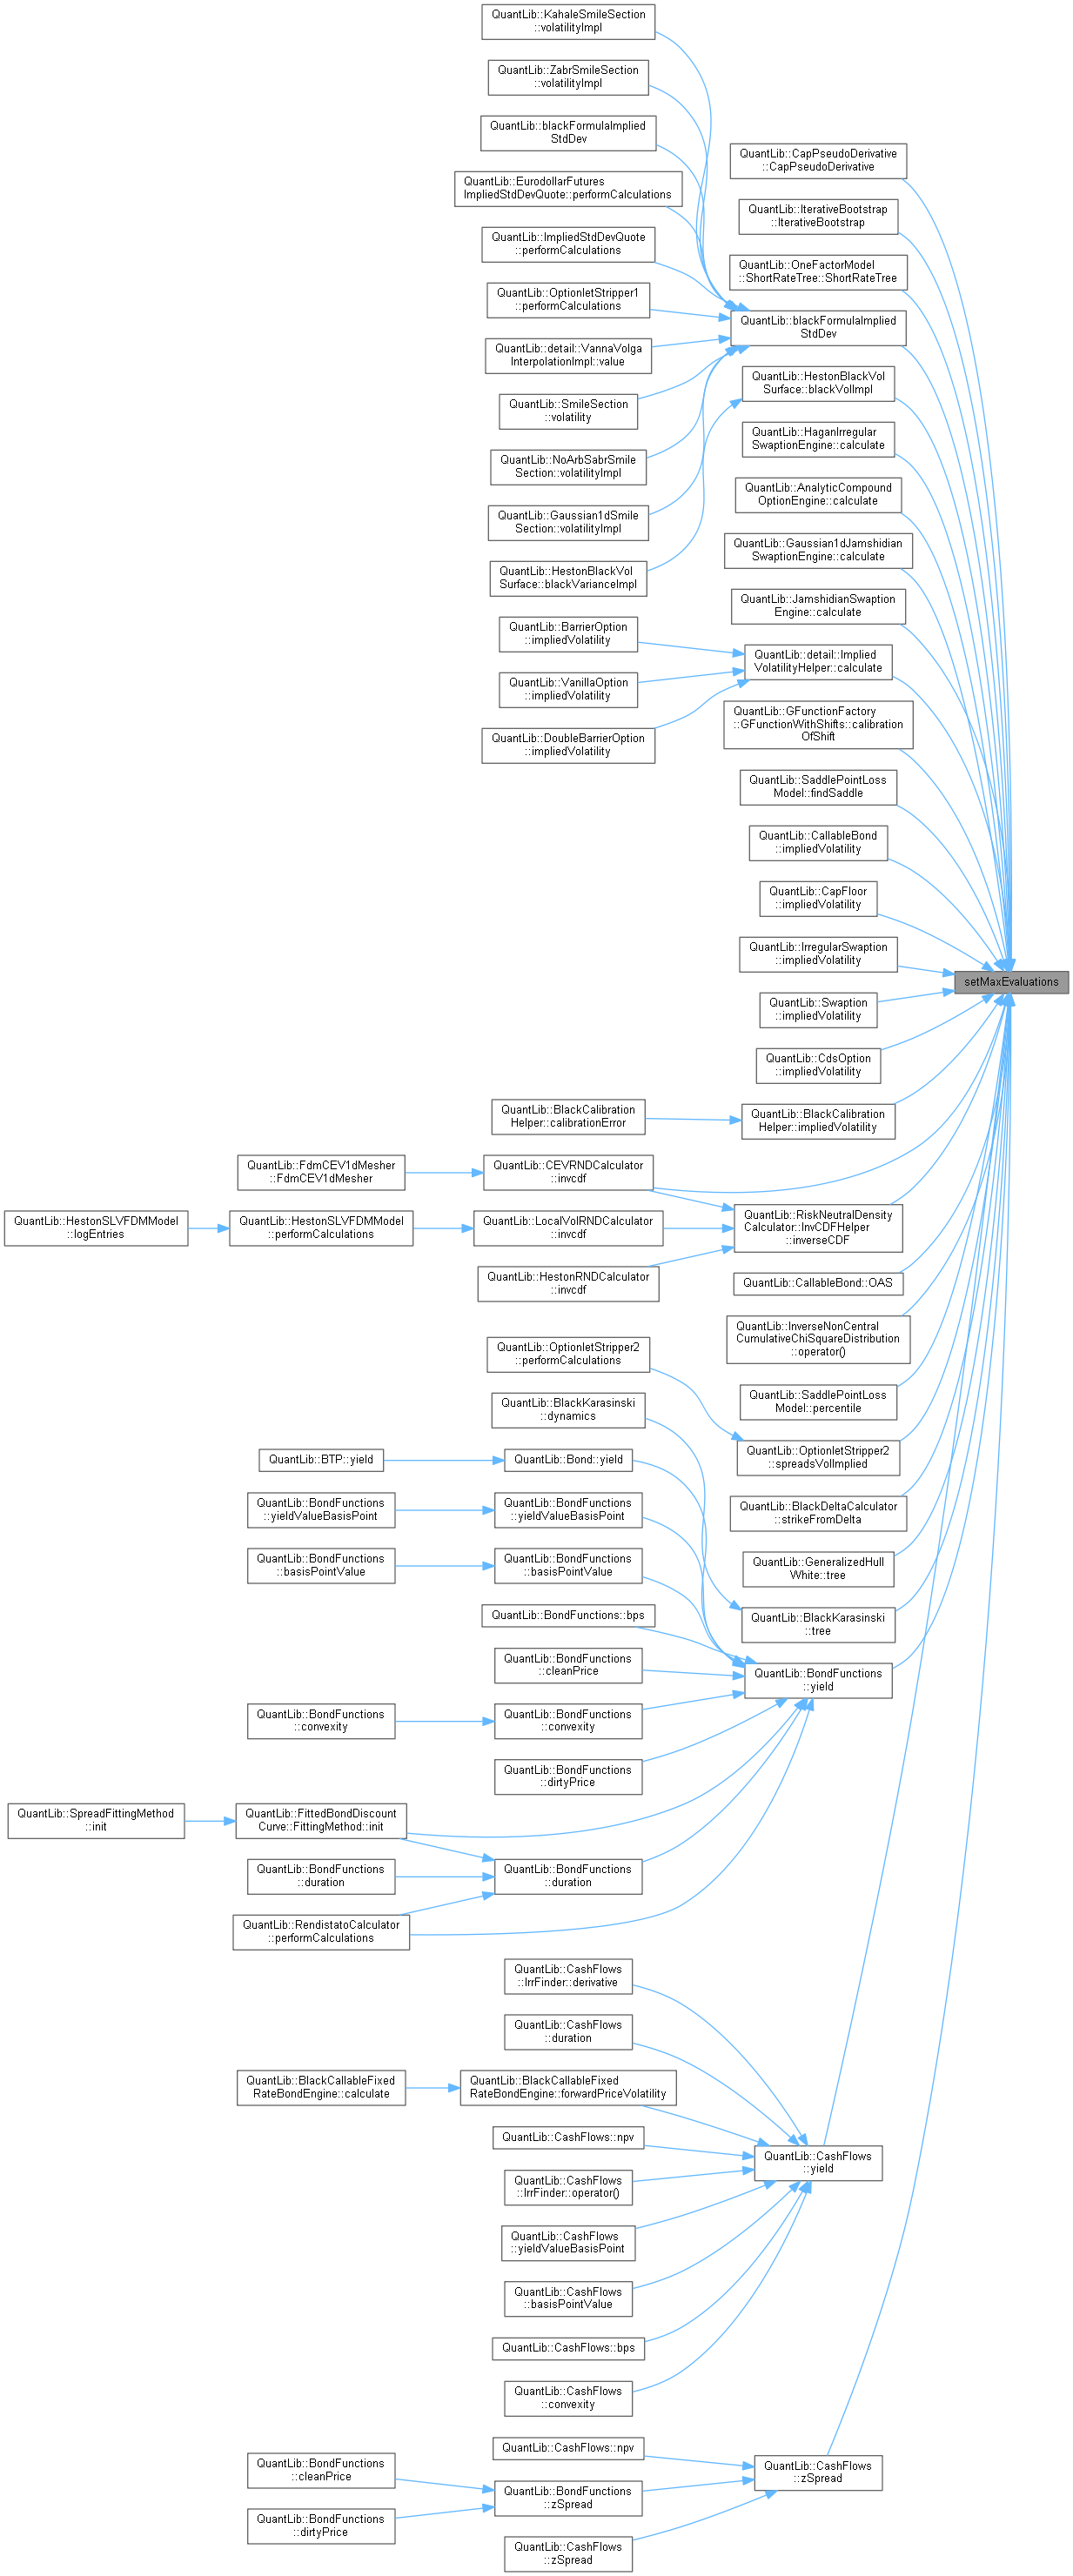 QuantLib::KahaleSmileSection
::volatilityImpl
QuantLib::ZabrSmileSection
::volatilityImpl
QuantLib::blackFormulaImplied
StdDev
QuantLib::CapPseudoDerivative
::CapPseudoDerivative
QuantLib::EurodollarFutures
ImpliedStdDevQuote::performCalculations
QuantLib::IterativeBootstrap
::IterativeBootstrap
QuantLib::ImpliedStdDevQuote
::performCalculations
QuantLib::OneFactorModel
::ShortRateTree::ShortRateTree
QuantLib::OptionletStripper1
::performCalculations
QuantLib::blackFormulaImplied
StdDev
QuantLib::detail::VannaVolga
InterpolationImpl::value
QuantLib::HestonBlackVol
Surface::blackVolImpl
QuantLib::SmileSection
::volatility
QuantLib::HaganIrregular
SwaptionEngine::calculate
QuantLib::NoArbSabrSmile
Section::volatilityImpl
QuantLib::AnalyticCompound
OptionEngine::calculate
QuantLib::Gaussian1dSmile
Section::volatilityImpl
QuantLib::Gaussian1dJamshidian
SwaptionEngine::calculate
QuantLib::HestonBlackVol
Surface::blackVarianceImpl
QuantLib::JamshidianSwaption
Engine::calculate
QuantLib::BarrierOption
::impliedVolatility
QuantLib::detail::Implied
VolatilityHelper::calculate
QuantLib::VanillaOption
::impliedVolatility
QuantLib::GFunctionFactory
::GFunctionWithShifts::calibration
OfShift
QuantLib::DoubleBarrierOption
::impliedVolatility
QuantLib::SaddlePointLoss
Model::findSaddle
QuantLib::CallableBond
::impliedVolatility
QuantLib::CapFloor
::impliedVolatility
QuantLib::IrregularSwaption
::impliedVolatility
setMaxEvaluations
QuantLib::Swaption
::impliedVolatility
QuantLib::CdsOption
::impliedVolatility
QuantLib::BlackCalibration
Helper::calibrationError
QuantLib::BlackCalibration
Helper::impliedVolatility
QuantLib::FdmCEV1dMesher
::FdmCEV1dMesher
QuantLib::CEVRNDCalculator
::invcdf
QuantLib::HestonSLVFDMModel
::logEntries
QuantLib::HestonSLVFDMModel
::performCalculations
QuantLib::LocalVolRNDCalculator
::invcdf
QuantLib::RiskNeutralDensity
Calculator::InvCDFHelper
::inverseCDF
QuantLib::HestonRNDCalculator
::invcdf
QuantLib::CallableBond::OAS
QuantLib::InverseNonCentral
CumulativeChiSquareDistribution
::operator()
QuantLib::OptionletStripper2
::performCalculations
QuantLib::SaddlePointLoss
Model::percentile
QuantLib::BlackKarasinski
::dynamics
QuantLib::OptionletStripper2
::spreadsVolImplied
QuantLib::BTP::yield
QuantLib::Bond::yield
QuantLib::BondFunctions
::yieldValueBasisPoint
QuantLib::BondFunctions
::yieldValueBasisPoint
QuantLib::BlackDeltaCalculator
::strikeFromDelta
QuantLib::BondFunctions
::basisPointValue
QuantLib::BondFunctions
::basisPointValue
QuantLib::GeneralizedHull
White::tree
QuantLib::BondFunctions::bps
QuantLib::BlackKarasinski
::tree
QuantLib::BondFunctions
::cleanPrice
QuantLib::BondFunctions
::yield
QuantLib::BondFunctions
::convexity
QuantLib::BondFunctions
::convexity
QuantLib::BondFunctions
::dirtyPrice
QuantLib::SpreadFittingMethod
::init
QuantLib::FittedBondDiscount
Curve::FittingMethod::init
QuantLib::BondFunctions
::duration
QuantLib::BondFunctions
::duration
QuantLib::RendistatoCalculator
::performCalculations
QuantLib::CashFlows
::IrrFinder::derivative
QuantLib::CashFlows
::duration
QuantLib::BlackCallableFixed
RateBondEngine::calculate
QuantLib::BlackCallableFixed
RateBondEngine::forwardPriceVolatility
QuantLib::CashFlows::npv
QuantLib::CashFlows
::yield
QuantLib::CashFlows
::IrrFinder::operator()
QuantLib::CashFlows
::yieldValueBasisPoint
QuantLib::CashFlows
::basisPointValue
QuantLib::CashFlows::bps
QuantLib::CashFlows
::convexity
QuantLib::CashFlows::npv
QuantLib::BondFunctions
::cleanPrice
QuantLib::CashFlows
::zSpread
QuantLib::BondFunctions
::zSpread
QuantLib::BondFunctions
::dirtyPrice
QuantLib::CashFlows
::zSpread